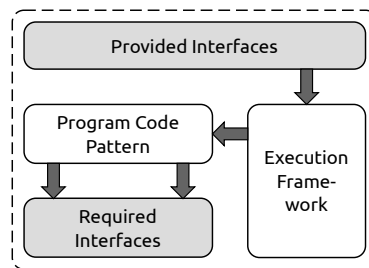 Provided Interfaces
Program Code
Pattern
Execution
Frame-
work
Required
Interfaces